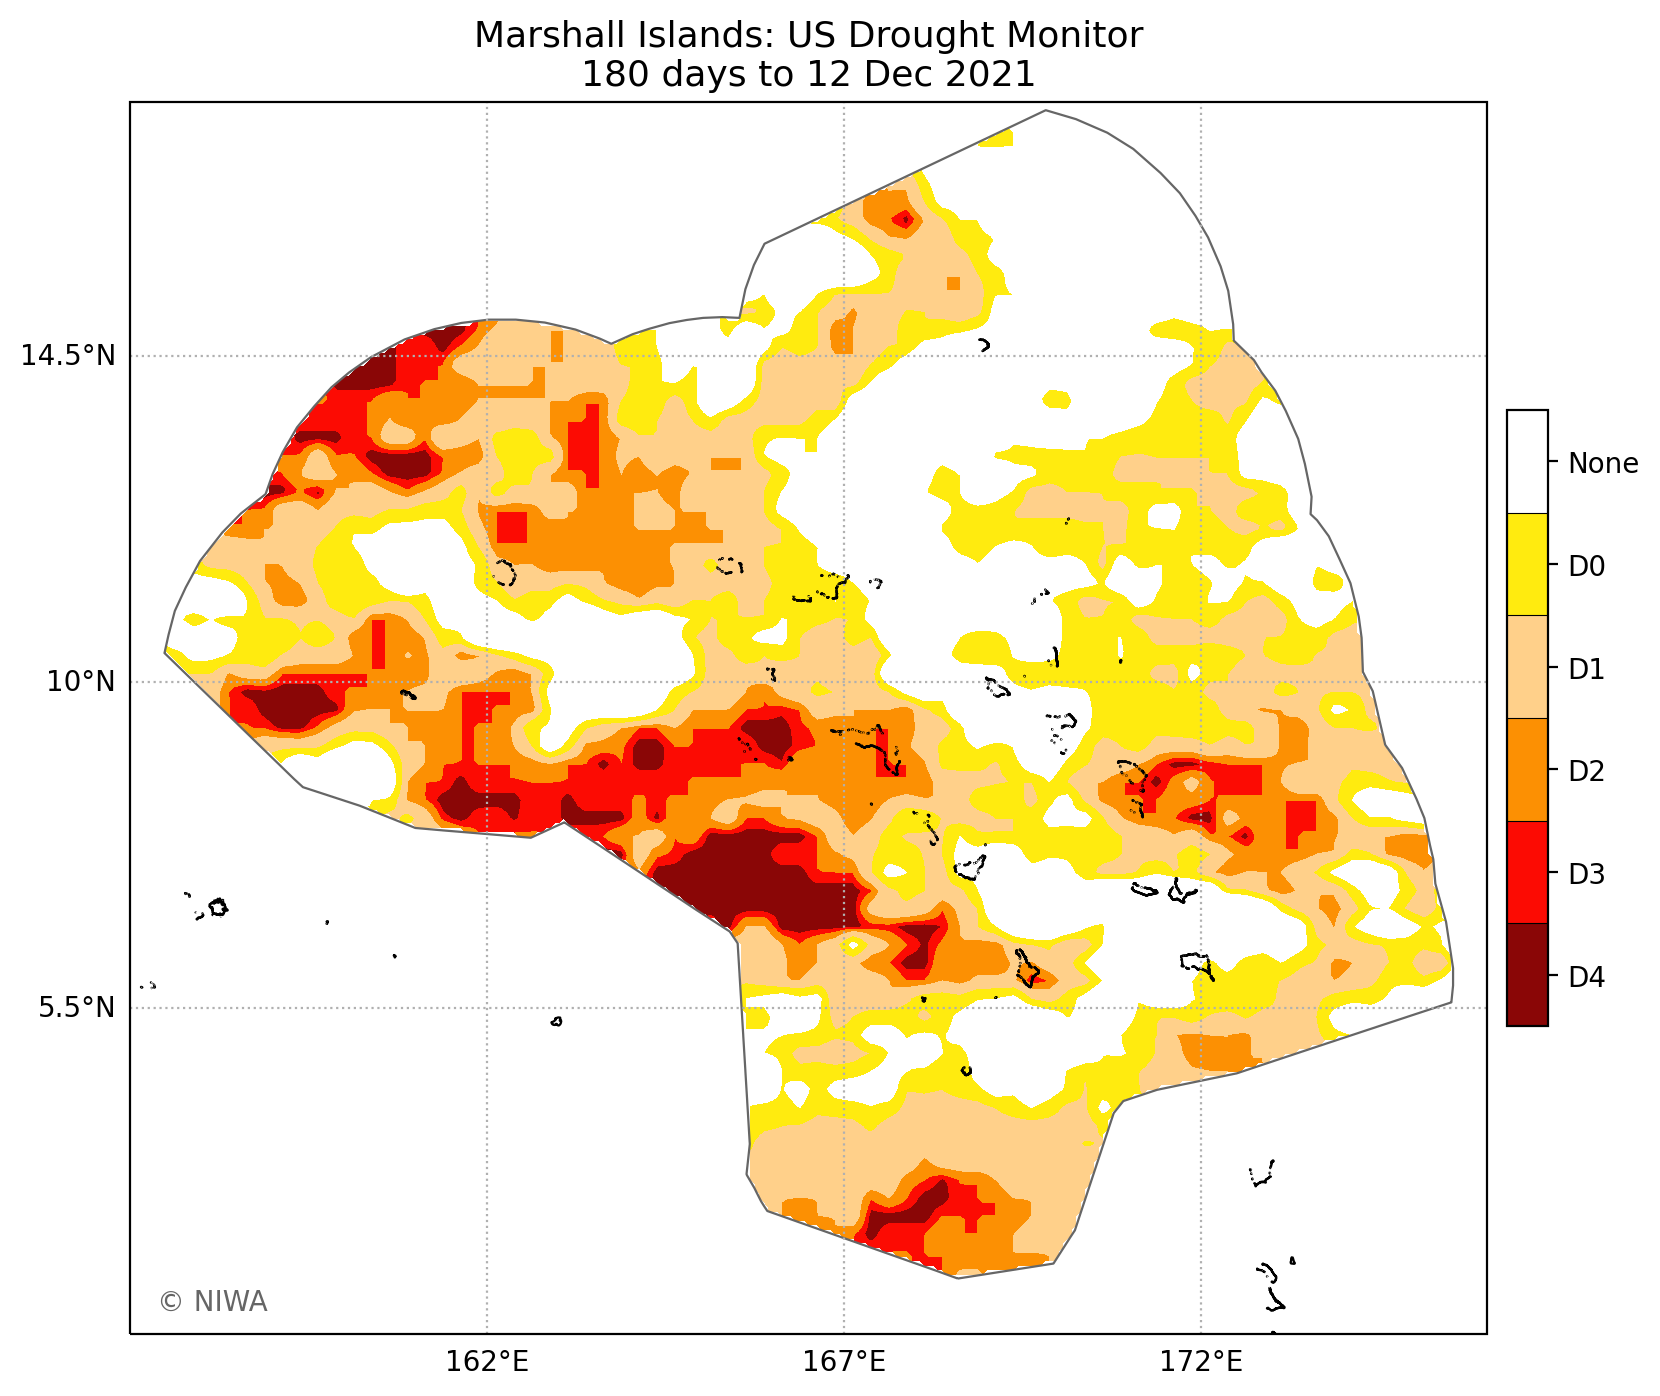 Marshall Islands: US Drought Monitor
180 days to 12 Dec 2021
14.5°N
10°N
5.5°N
162°E
167°E
172°E
None
D0
D1
D2
D3
D4
© NIWA